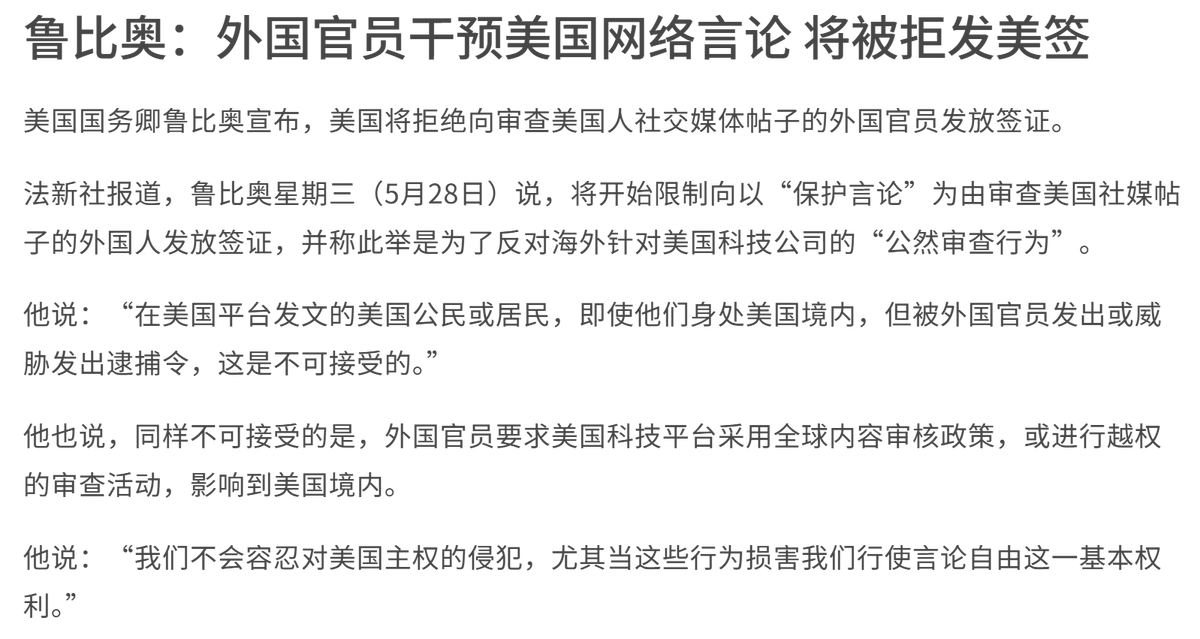 鲁比奥：外国官员干预美国网络言论 将被拒发美签
美国国务卿鲁比奥宣布，美国将拒绝向审查美国人社交媒体帖子的外国官员发放签证。
法新社报道，鲁比奥星期三（5月28日）说，将开始限制向以“保护言论”为由审查美国社媒帖
子的外国人发放签证，并称此举是为了反对海外针对美国科技公司的“公然审查行为”。
他说：“在美国平台发文的美国公民或居民，即使他们身处美国境内，但被外国官员发出或威
胁发出逮捕令，这是不可接受的。”
他也说，同样不可接受的是，外国官员要求美国科技平台采用全球内容审核政策，或进行越权
的审查活动，影响到美国境内。
他说：“我们不会容忍对美国主权的侵犯，尤其当这些行为损害我们行使言论自由这一基本权
利。”